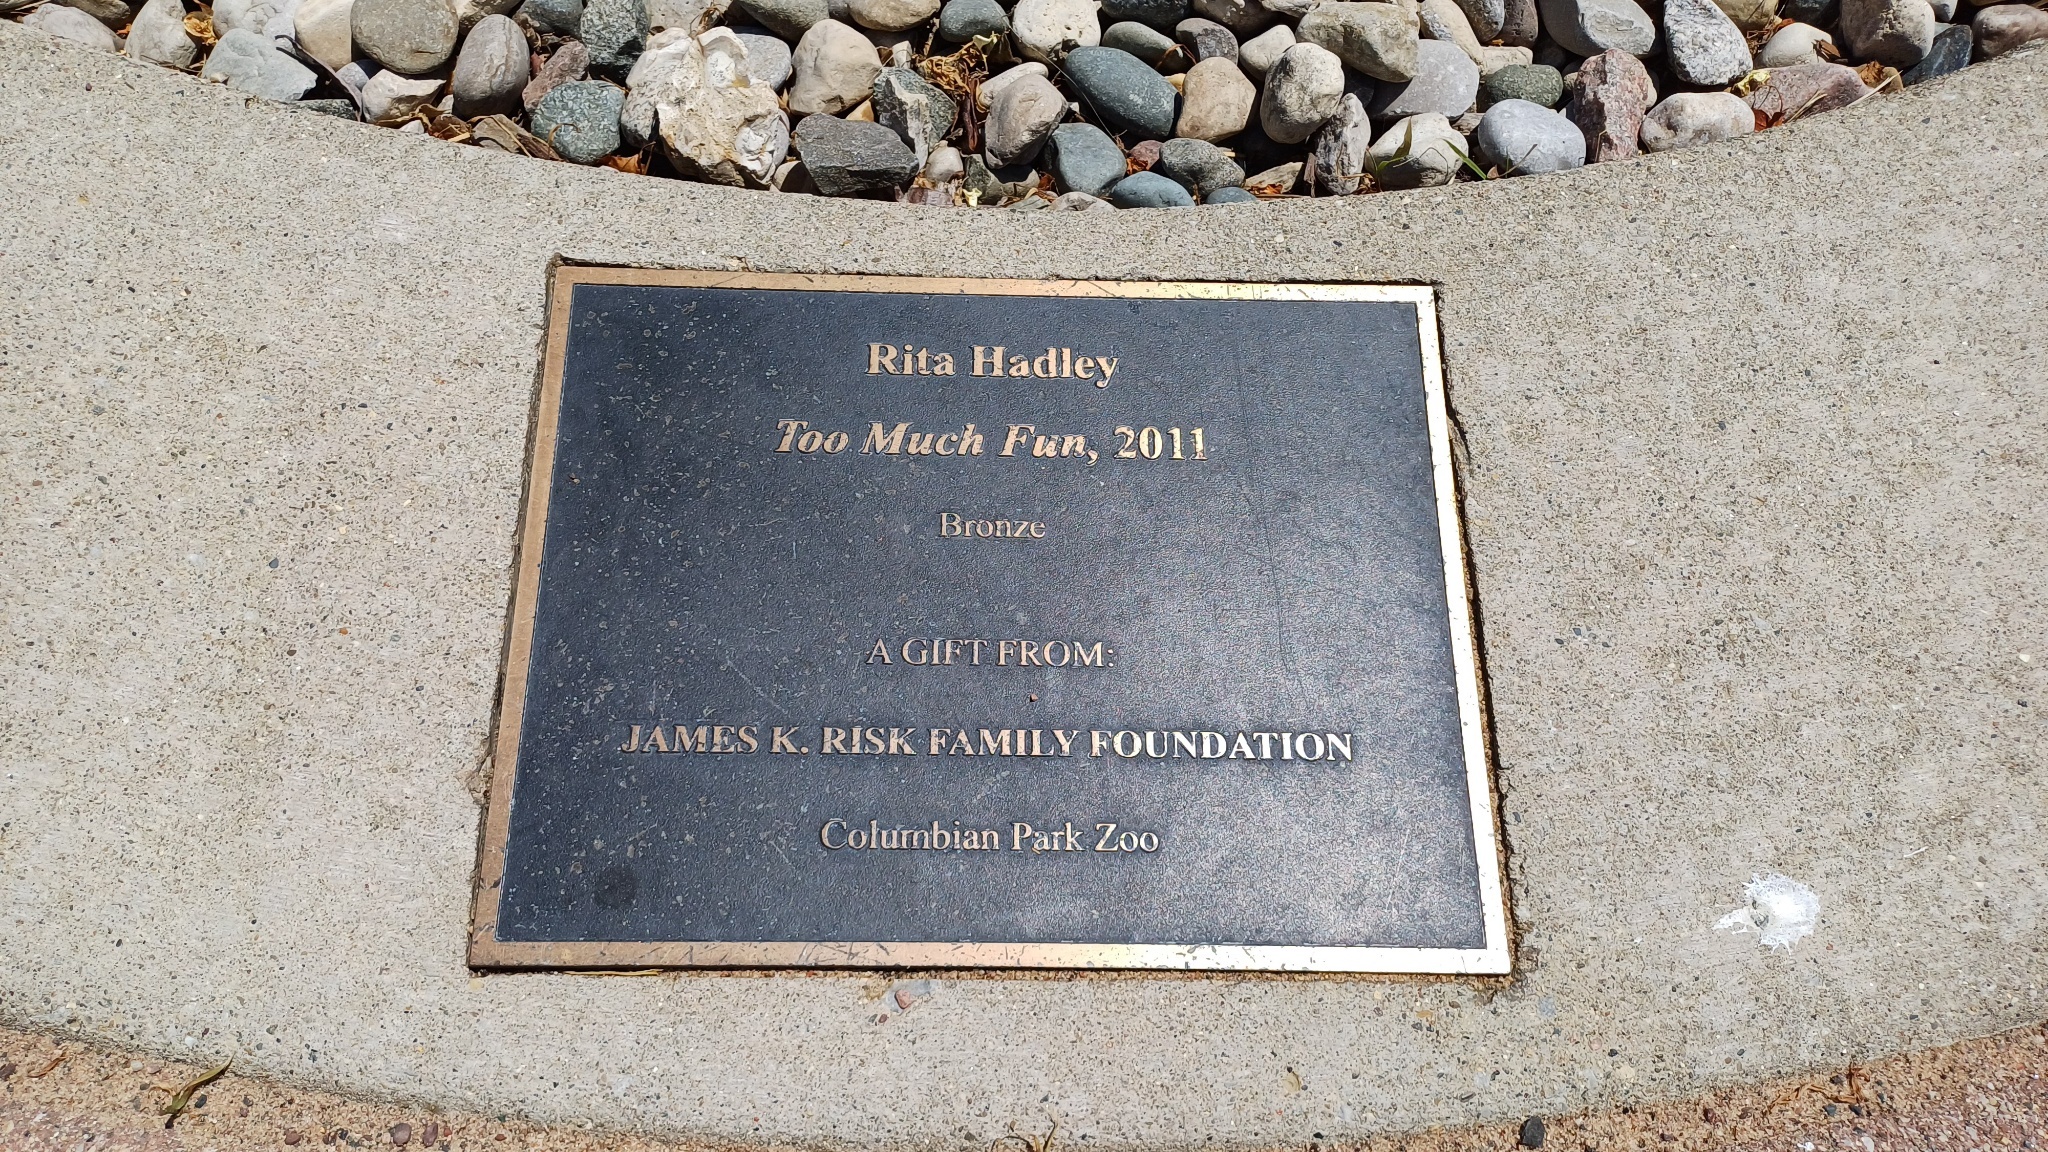 Rita Hadley
Too Much Fun, 2011
Bronze
A GIFT FROM:
JAMES K. RISK FAMILY FOUNDATION
Columbian Park Zoo